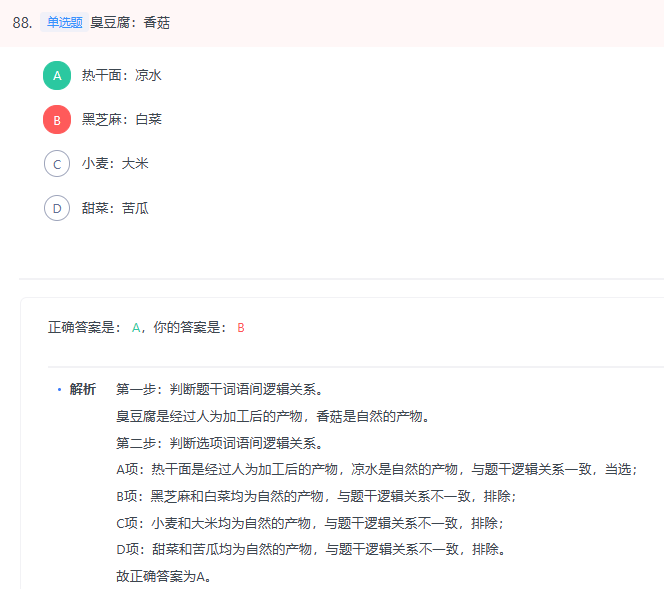 88. 单选题 臭豆腐：香菇
A 热干面：凉水
B 黑芝麻：白菜
C 小麦：大米
D 甜菜：苦瓜
正确答案是： A，你的答案是： B
• 解析 第一步：判断题干词语间逻辑关系。
臭豆腐是经过人为加工后的产物，香菇是自然的产物。
第二步：判断选项词语间逻辑关系。
A项：热干面是经过人为加工后的产物，凉水是自然的产物，与题干逻辑关系一致，当选；
B项：黑芝麻和白菜均为自然的产物，与题干逻辑关系不一致，排除；
C项：小麦和大米均为自然的产物，与题干逻辑关系不一致，排除；
D项：甜菜和苦瓜均为自然的产物，与题干逻辑关系不一致，排除。
故正确答案为A。